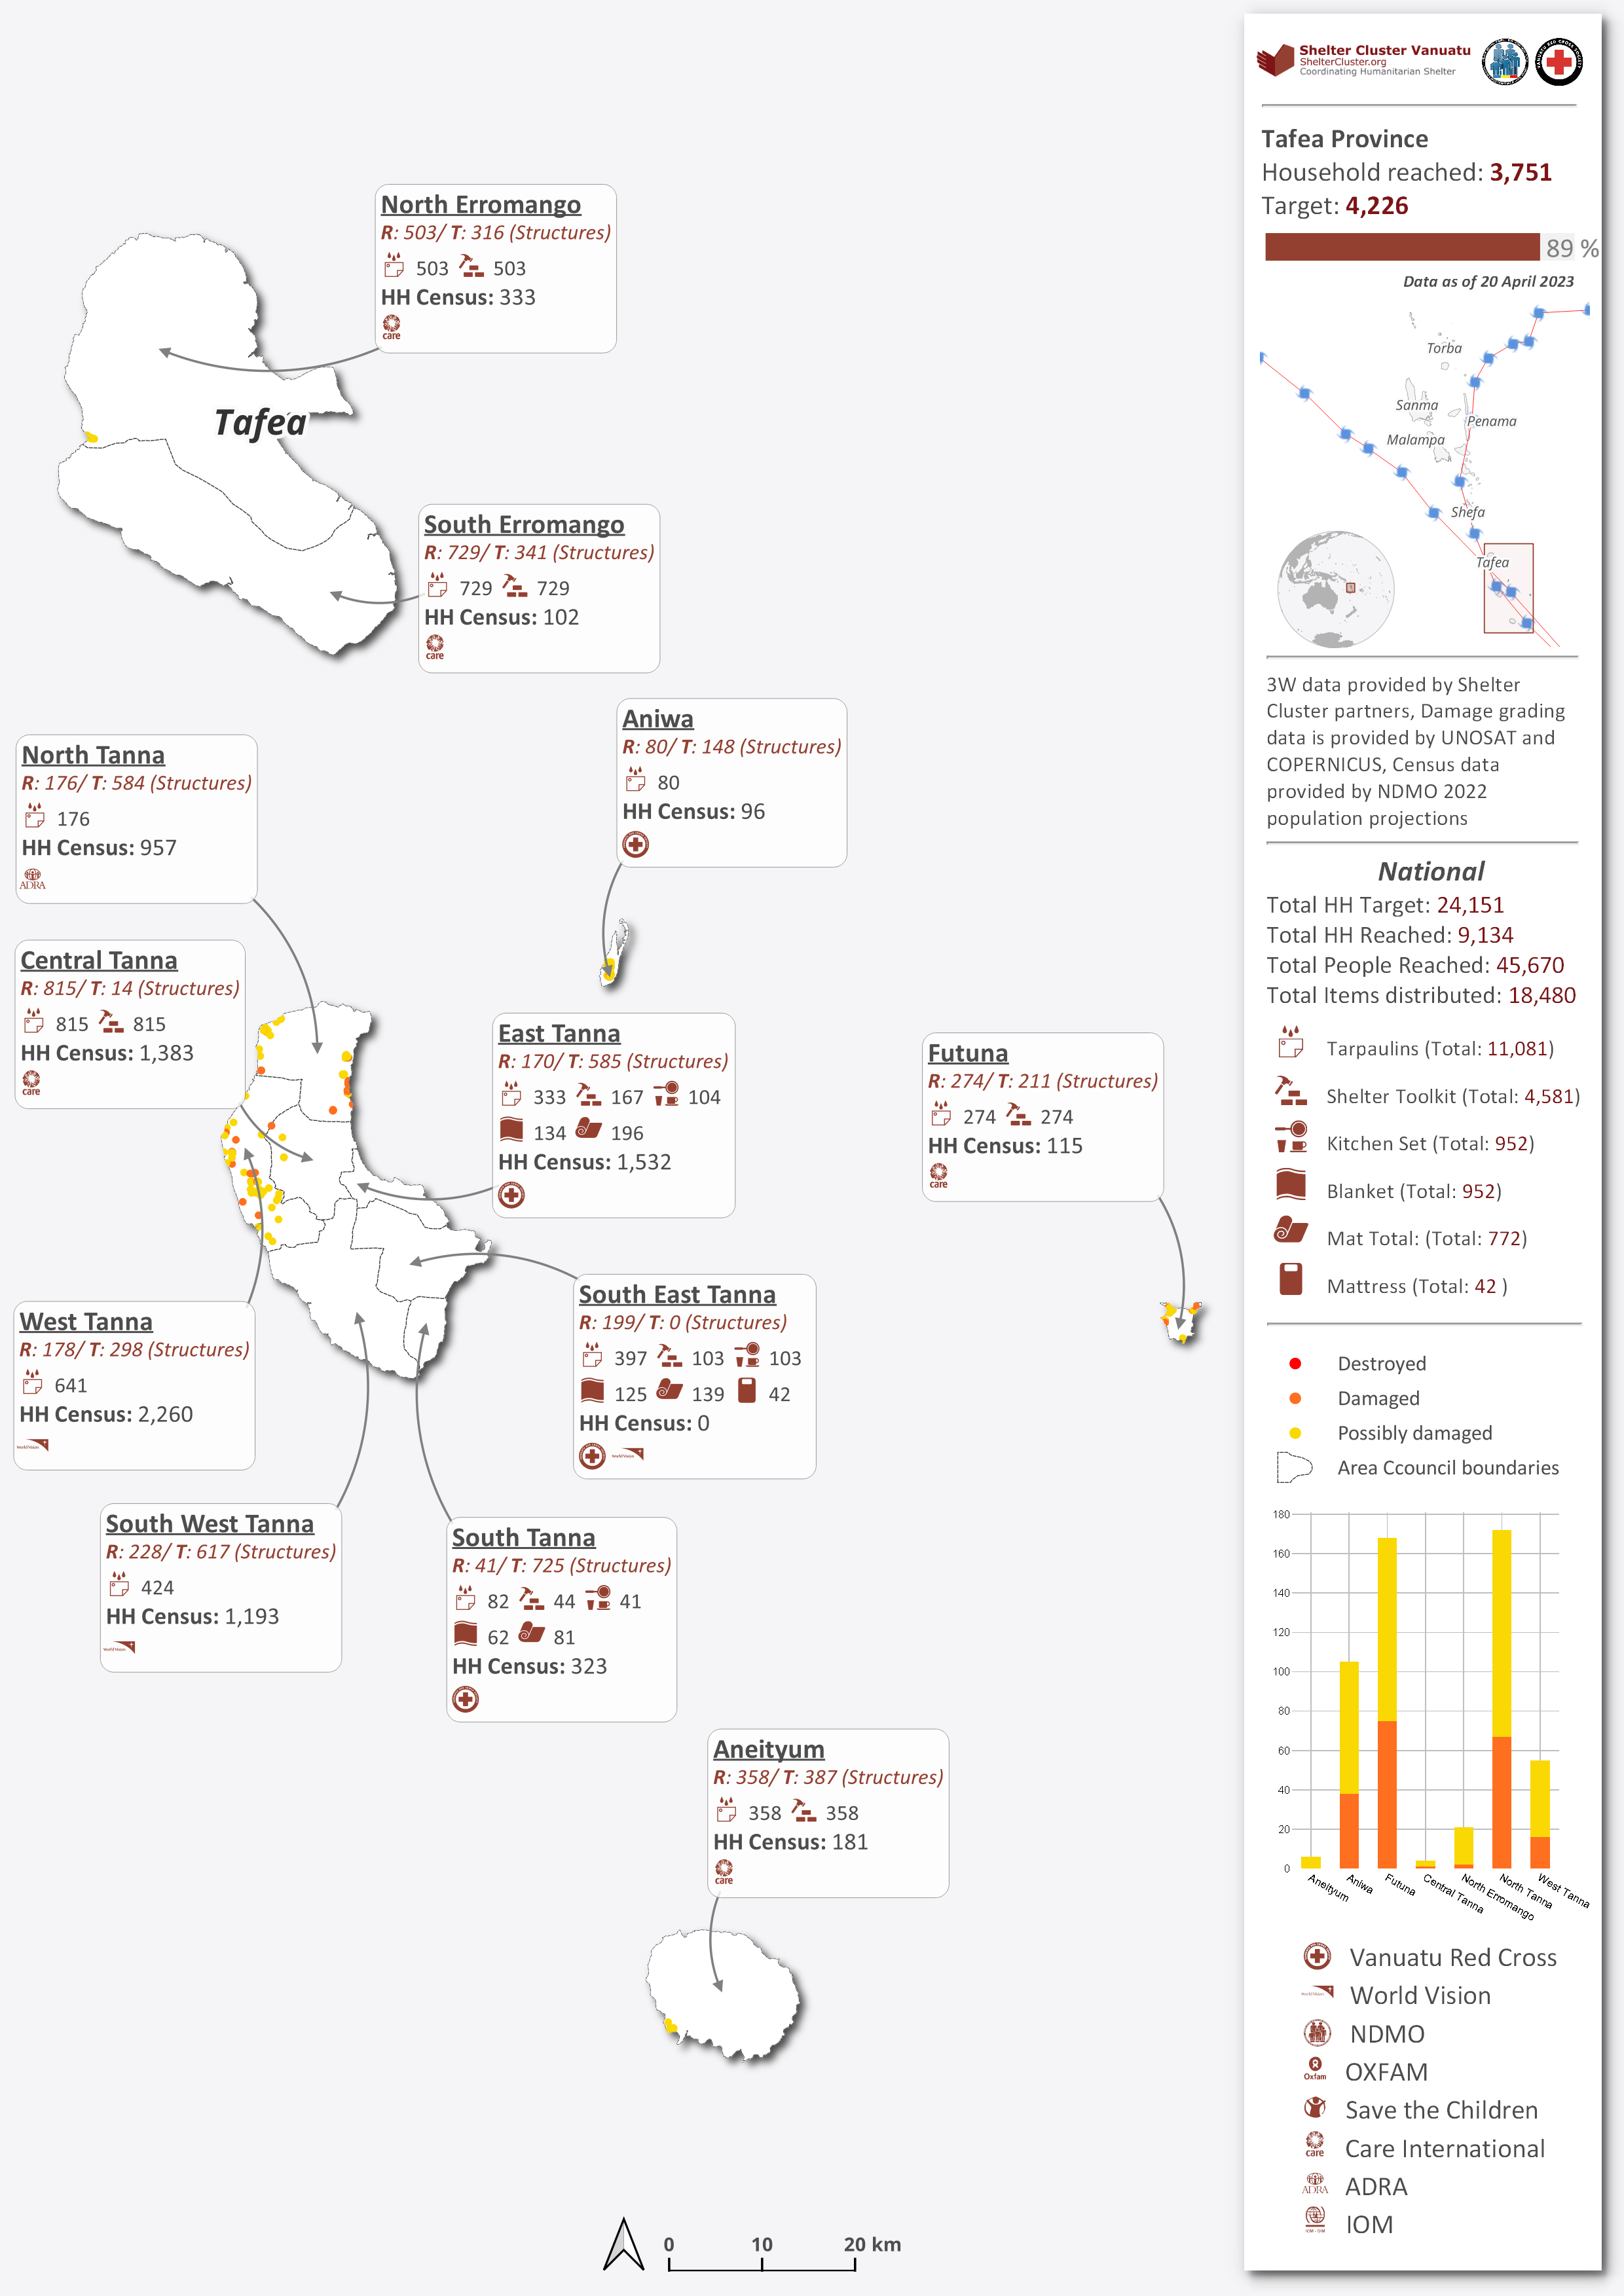 Shelter Cluster Vanuatu
ShelterCluster.org
Coordinating Humanitarian Shelter
Tafea Province
Household reached: 3,751
Target: 4,226
89 %
Data as of 20 April 2023
Torba
Sanma
Penama
Malampa
Shefa
Tafea
3W data provided by Shelter
Cluster partners, Damage grading
data is provided by UNOSAT and
COPERNICUS, Census data
provided by NDMO 2022
population projections
National
Total HH Target: 24,151
Total HH Reached: 9,134
Total People Reached: 45,670
Total Items distributed: 18,480
Tarpaulins (Total: 11,081)
Shelter Toolkit (Total: 4,581)
Kitchen Set (Total: 952)
Blanket (Total: 952)
Mat Total: (Total: 772)
Mattress (Total: 42 )
Destroyed
Damaged
Possibly damaged
Area Ccouncil boundaries
180
160
140
120
100
80
60
40
20
0
Aneityum
Aniwa
Futuna
Central Tanna
North Erromango
North Tanna
West Tanna
Vanuatu Red Cross
World Vision
NDMO
Oxfam
OXFAM
Save the Children
care
Care International
ADRA
ADRA
IOM
North Erromango
R: 503/ T: 316 (Structures)
503 503
HH Census: 333
care
Tafea
South Erromango
R: 729/ T: 341 (Structures)
729 729
HH Census: 102
care
Aniwa
R: 80/ T: 148 (Structures)
80
HH Census: 96
North Tanna
R: 176/ T: 584 (Structures)
176
HH Census: 957
ADRA
Central Tanna
R: 815/ T: 14 (Structures)
815 815
HH Census: 1,383
care
East Tanna
R: 170/ T: 585 (Structures)
333 167 104
134 196
HH Census: 1,532
Futuna
R: 274/ T: 211 (Structures)
274 274
HH Census: 115
care
West Tanna
R: 178/ T: 298 (Structures)
641
HH Census: 2,260
World Vision
South East Tanna
R: 199/ T: 0 (Structures)
397 103 103
125 139 42
HH Census: 0
World Vision
South West Tanna
R: 228/ T: 617 (Structures)
424
HH Census: 1,193
World Vision
South Tanna
R: 41/ T: 725 (Structures)
82 44 41
62 81
HH Census: 323
Aneityum
R: 358/ T: 387 (Structures)
358 358
HH Census: 181
care
0 10 20 km